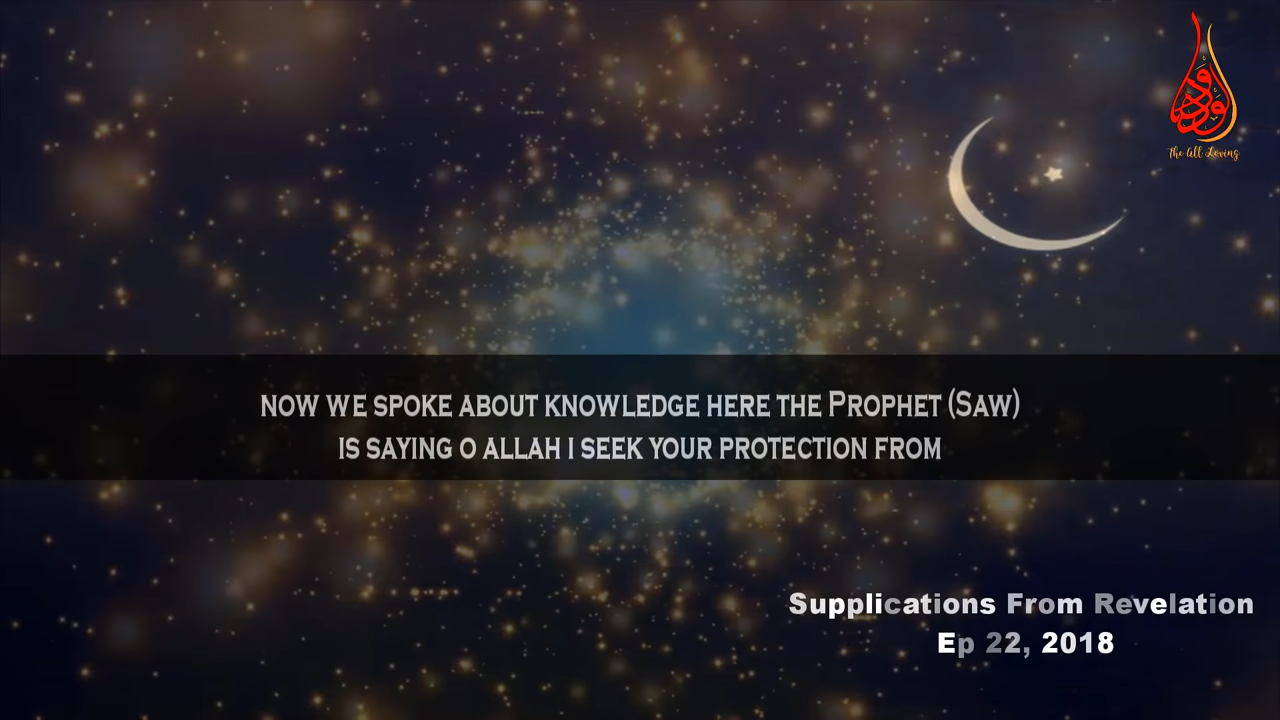 الودود
The All Loving
NOW WE SPOKE ABOUT KNOWLEDGE HERE THE PROPHET (SAW)
IS SAYING O ALLAH I SEEK YOUR PROTECTION FROM
Supplications From Revelation
Ep 22, 2018